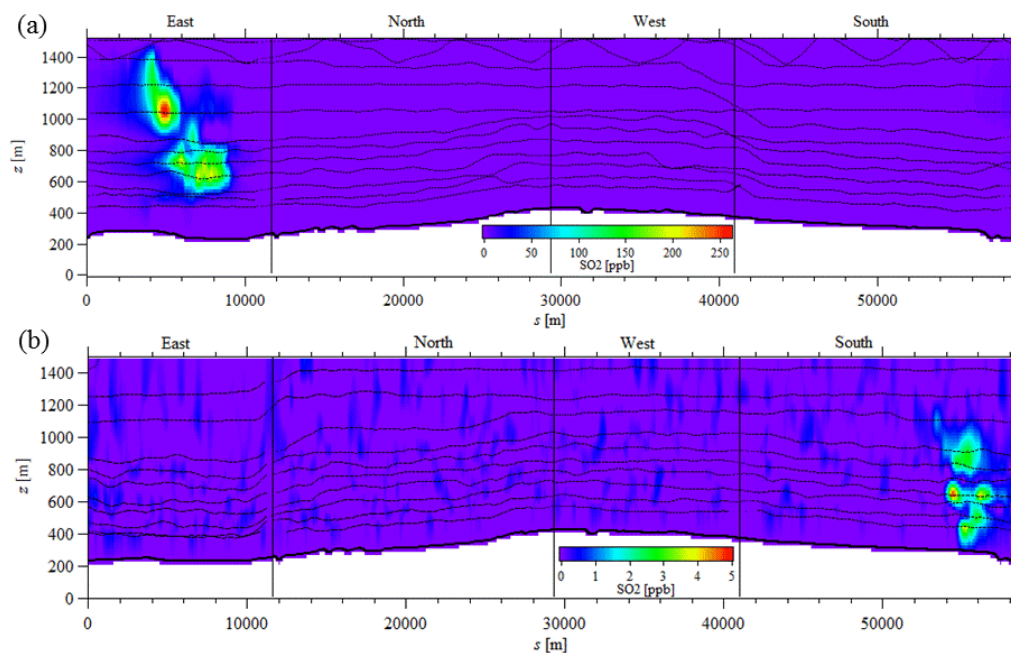 (a)
East North West South
1400
1200
1000
800
600
400
200
0
z [m]
0 50 100 150 200 250
SO2 [ppb]
0 10000 20000 30000 40000 50000
s [m]
(b)
East North West South
1400
1200
1000
800
600
400
200
0
z [m]
0 1 2 3 4 5
SO2 [ppb]
0 10000 20000 30000 40000 50000
s [m]